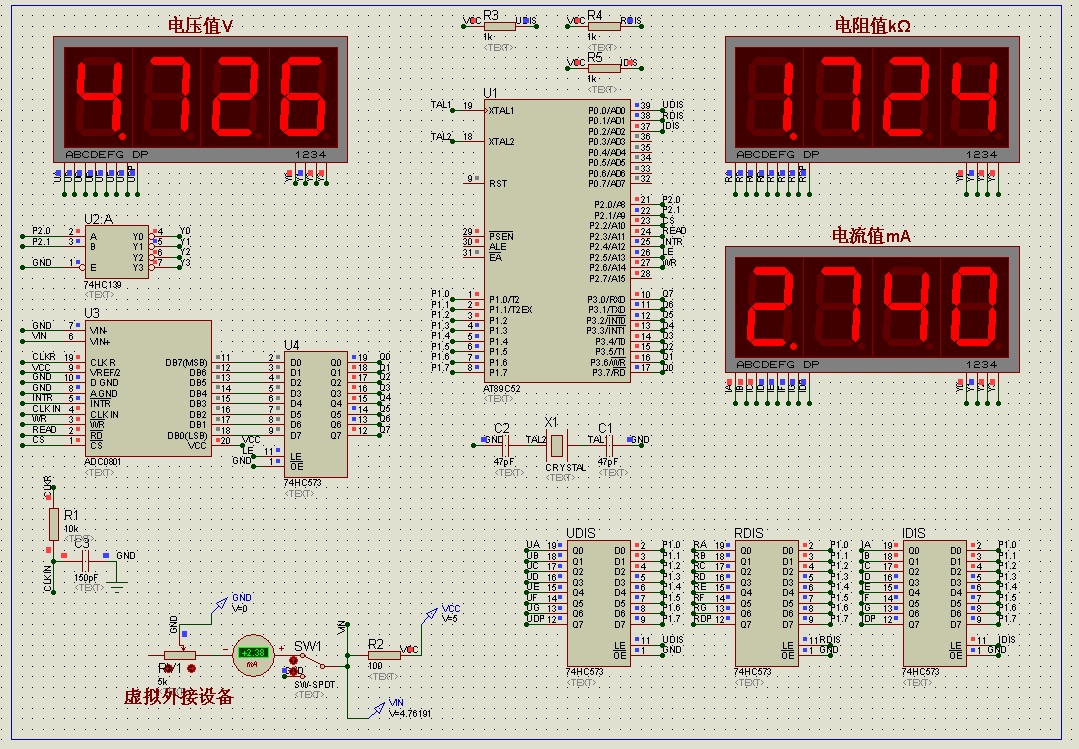 电压值V
4.726
ABCDEFG DP
1234
R3
VCC
UDIS
1k
<TEXT>
R4
VCC
RDIS
1k
<TEXT>
R5
VCC
IDIS
1k
<TEXT>
电阻值kΩ
1.724
ABCDEFG DP
1234
电流值mA
2.740
ABCDEFG DP
1234
U1
TAL1 19 XTAL1
TAL2 18 XTAL2
9 RST
29 PSEN
30 ALE
31 EA
P1.0 1 P1.0/T2
P1.1 2 P1.1/T2EX
P1.2 3 P1.2
P1.3 4 P1.3
P1.4 5 P1.4
P1.5 6 P1.5
P1.6 7 P1.6
P1.7 8 P1.7
P0.0/AD0 39 UDIS
P0.1/AD1 38 RDIS
P0.2/AD2 37 IDIS
P0.3/AD3 36
P0.4/AD4 35
P0.5/AD5 34
P0.6/AD6 33
P0.7/AD7 32
P2.0/A8 21 P2.0
P2.1/A9 22 P2.1
P2.2/A10 23 CS
P2.3/A11 24 READ
P2.4/A12 25 INTR
P2.5/A13 26 LE
P2.6/A14 27 WR
P2.7/A15 28
P3.0/RXD 10 Q7
P3.1/TXD 11 Q6
P3.2/INT0 12 Q5
P3.3/INT1 13 Q4
P3.4/T0 14 Q3
P3.5/T1 15 Q2
P3.6/WR 16 Q1
P3.7/RD 17 Q0
AT89C52
<TEXT>
U2:A
P2.0 2 A Y0 4 Y0
P2.1 3 B Y1 5 Y1
Y2 6 Y2
GND 1 E Y3 7 Y3
74HC139
<TEXT>
U3
GND 7 VIN-
VIN 6 VIN+
CLKR 19 CLK R
VCC 9 VREF/2
GND 10 D GND
GND 8 A GND
INTR 5 INTR
CLKIN 4 CLK IN
WR 3 WR
READ 2 RD
CS 1 CS
DB7(MSB) 11
DB6 12
DB5 13
DB4 14
DB3 15
DB2 16
DB1 17
DB0(LSB) 18
VCC 20 VCC
ADC0801
<TEXT>
U4
2 D0 Q0 19 Q0
3 D1 Q1 18 Q1
4 D2 Q2 17 Q2
5 D3 Q3 16 Q3
6 D4 Q4 15 Q4
7 D5 Q5 14 Q5
8 D6 Q6 13 Q6
9 D7 Q7 12 Q7
LE 11 LE
GND 1 OE
74HC573
<TEXT>
C2
GND
47pF
<TEXT>
X1
TAL2
TAL1
CRYSTAL
<TEXT>
C1
GND
47pF
<TEXT>
CLKR
R1
10k
<TEXT>
C3
GND
150pF
<TEXT>
CLKIN
GND
V=0
GND
RV1
5k
+2.38
mA
SW1
GND
SW-SPDT
<TEXT>
VIN
R2
VCC
100
<TEXT>
VCC
V=5
VIN
V=4.76191
虚拟外接设备
UDIS
UA 19 Q0 D0 2 P1.0
UB 18 Q1 D1 3 P1.1
UC 17 Q2 D2 4 P1.2
UD 16 Q3 D3 5 P1.3
UE 15 Q4 D4 6 P1.4
UF 14 Q5 D5 7 P1.5
UG 13 Q6 D6 8 P1.6
UDP 12 Q7 D7 9 P1.7
LE 11 UDIS
OE 1 GND
74HC573
<TEXT>
RDIS
RA 19 Q0 D0 2 P1.0
RB 18 Q1 D1 3 P1.1
RC 17 Q2 D2 4 P1.2
RD 16 Q3 D3 5 P1.3
RE 15 Q4 D4 6 P1.4
RF 14 Q5 D5 7 P1.5
RG 13 Q6 D6 8 P1.6
RDP 12 Q7 D7 9 P1.7
LE 11 RDIS
OE 1 GND
74HC573
<TEXT>
IDIS
IA 19 Q0 D0 2 P1.0
IB 18 Q1 D1 3 P1.1
IC 17 Q2 D2 4 P1.2
ID 16 Q3 D3 5 P1.3
IE 15 Q4 D4 6 P1.4
IF 14 Q5 D5 7 P1.5
IG 13 Q6 D6 8 P1.6
IDP 12 Q7 D7 9 P1.7
LE 11 IDIS
OE 1 GND
74HC573
<TEXT>